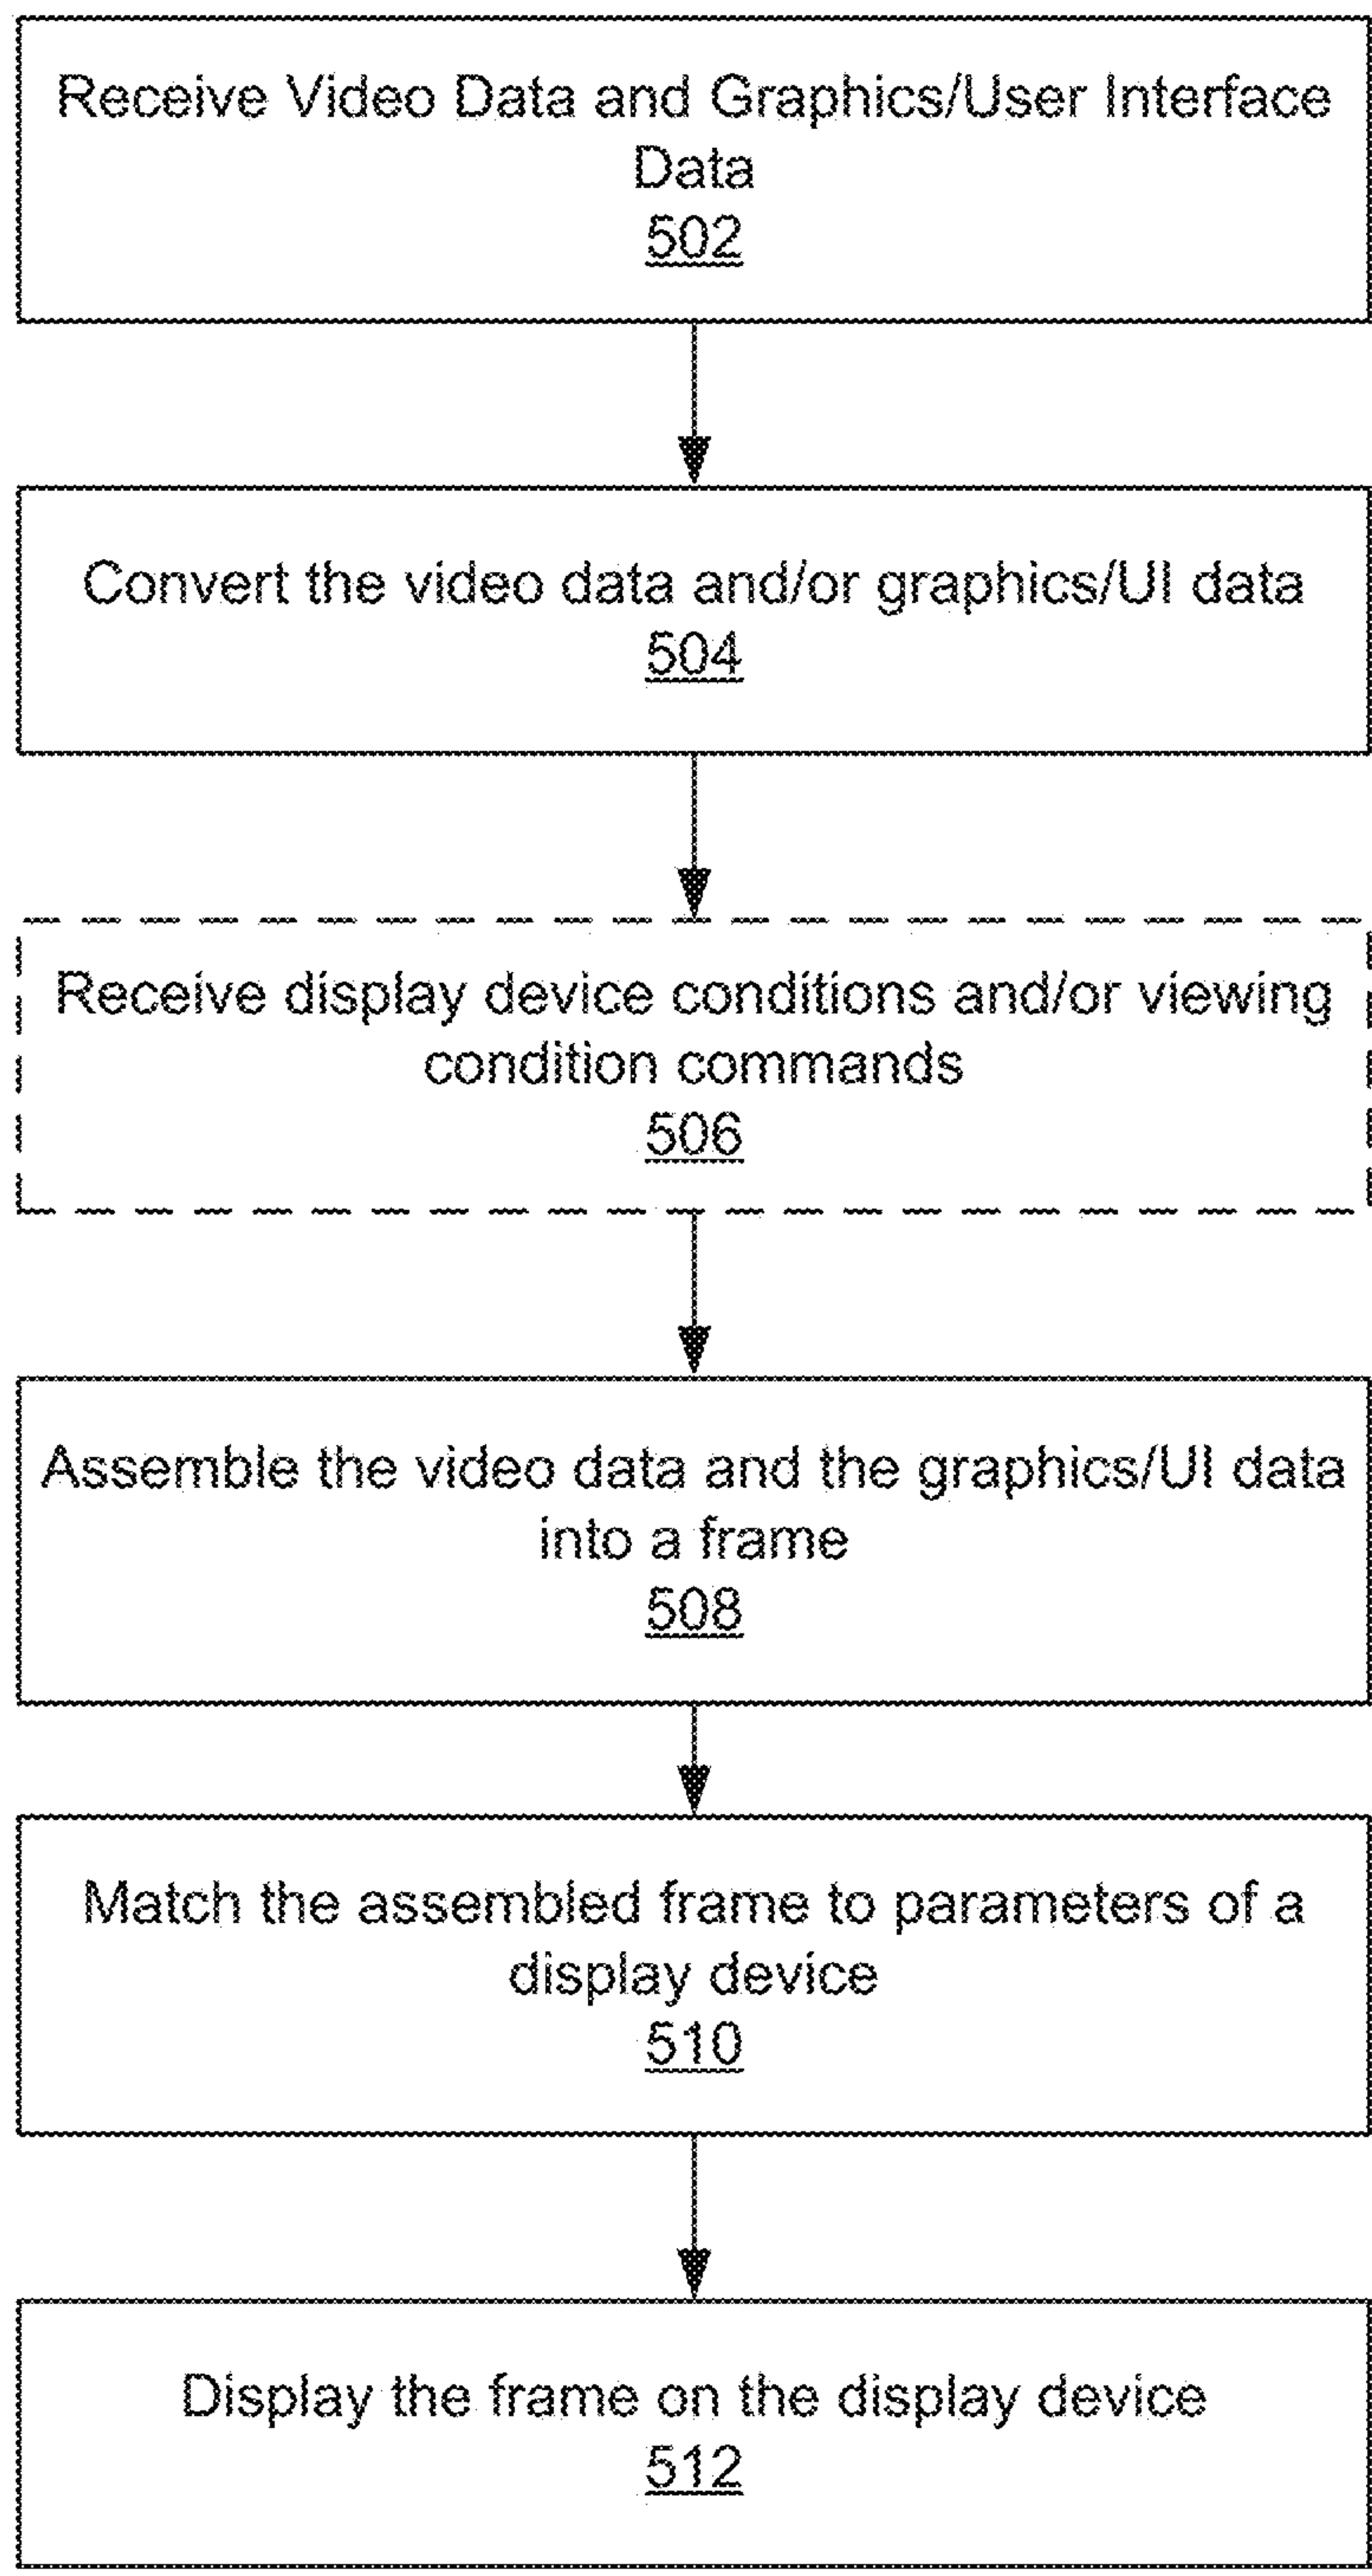 Receive Video Data and Graphics/User Interface
Data
502
Convert the video data and/or graphics/UI data
504
Receive display device conditions and/or viewing
condition commands
506
Assemble the video data and the graphics/UI data
into a frame
508
Match the assembled frame to parameters of a
display device
510
Display the frame on the display device
512